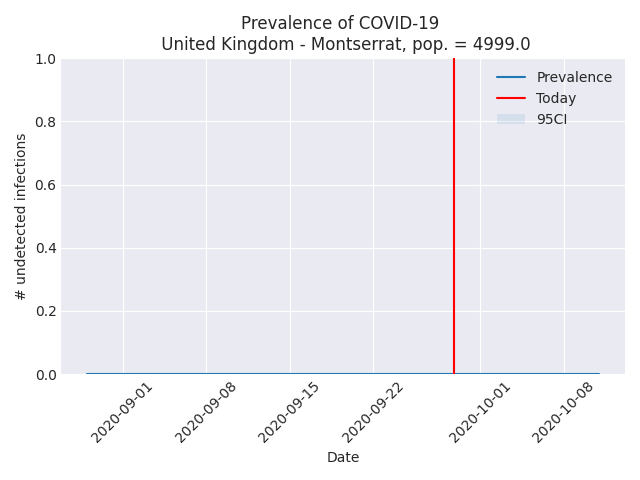 Prevalence of COVID-19
United Kingdom - Montserrat, pop. = 4999.0
Prevalence
Today
95CI
# undetected infections
1.0
0.8
0.6
0.4
0.2
0.0
2020-09-01
2020-09-08
2020-09-15
2020-09-22
2020-10-01
2020-10-08
Date